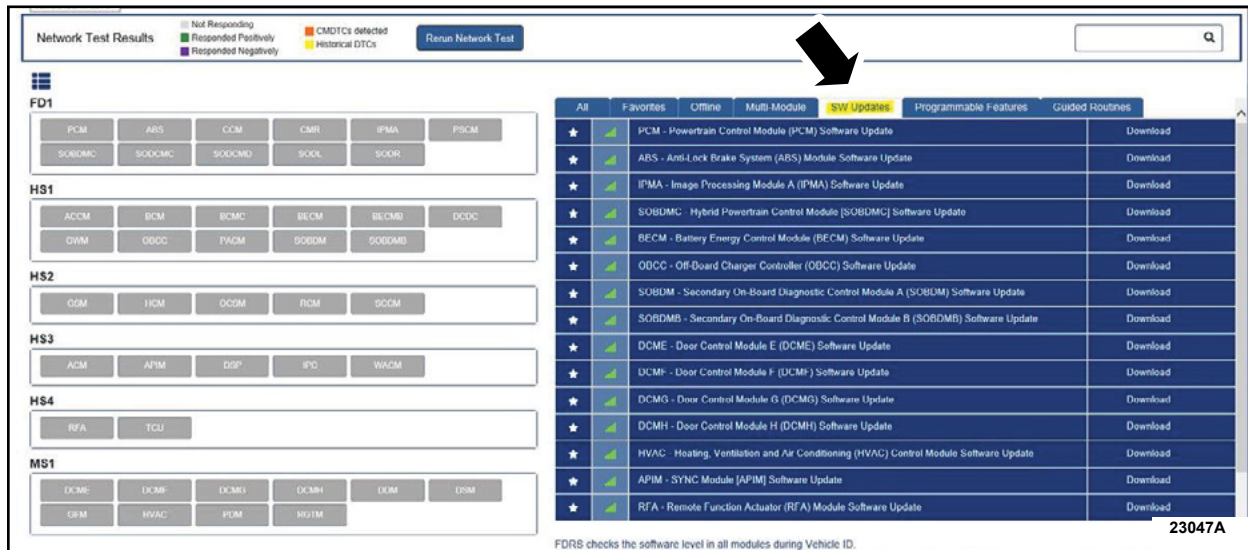 Network Test Results
Not Responding
Responded Positively
Responded Negatively
CMDTCs detected
Historical DTCs
Rerun Network Test
FD1
PCM ABS CCM CMR IPMA PSCM
SOBDMC SODCMC SODCMD SODL SODR
HS1
ACCM BCM BCMC BECM BECMB DCDC
GWM OBCC PACM SOBDM SOBDMB
HS2
GSM HCM OCSM RCM SCCM
HS3
ACM APIM DSP IPC WACM
HS4
RFA TCU
MS1
DCME DCMF DCMG DCMH DDM DSM
GFM HVAC PDM RGTM
All Favorites Offline Multi-Module SW Updates Programmable Features Guided Routines
PCM - Powertrain Control Module (PCM) Software Update Download
ABS - Anti-Lock Brake System (ABS) Module Software Update Download
IPMA - Image Processing Module A (IPMA) Software Update Download
SOBDMC - Hybrid Powertrain Control Module [SOBDMC] Software Update Download
BECM - Battery Energy Control Module (BECM) Software Update Download
OBCC - Off-Board Charger Controller (OBCC) Software Update Download
SOBDM - Secondary On-Board Diagnostic Control Module A (SOBDM) Software Update Download
SOBDMB - Secondary On-Board Diagnostic Control Module B (SOBDMB) Software Update Download
DCME - Door Control Module E (DCME) Software Update Download
DCMF - Door Control Module F (DCMF) Software Update Download
DCMG - Door Control Module G (DCMG) Software Update Download
DCMH - Door Control Module H (DCMH) Software Update Download
HVAC - Heating, Ventilation and Air Conditioning (HVAC) Control Module Software Update Download
APIM - SYNC Module [APIM] Software Update Download
RFA - Remote Function Actuator (RFA) Module Software Update Download
23047A
FDRS checks the software level in all modules during Vehicle ID.